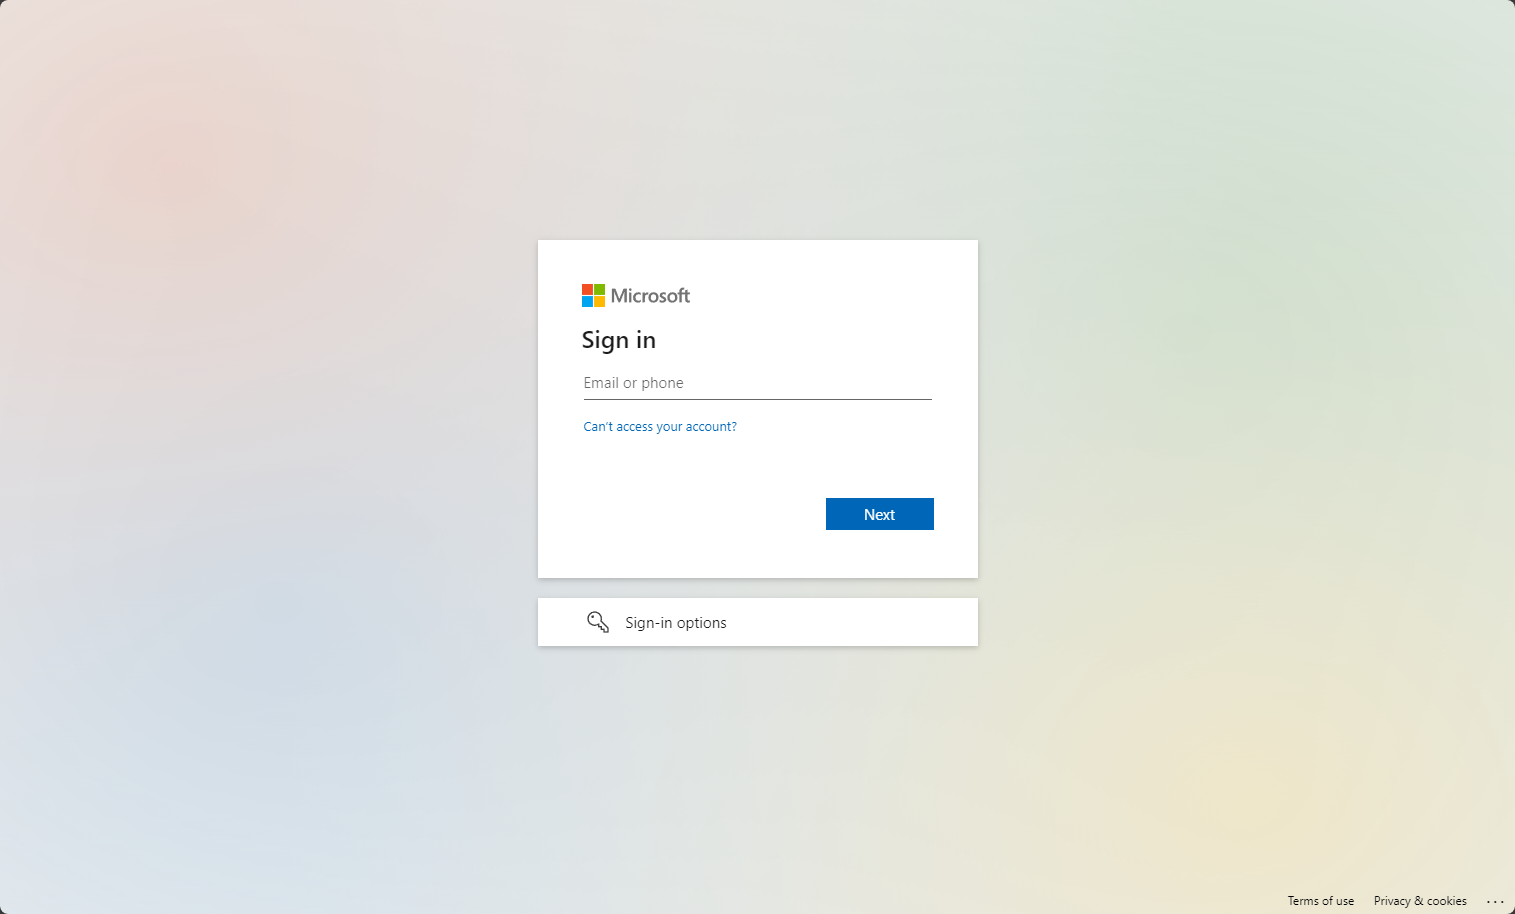 Microsoft
Sign in
Email or phone
Can't access your account?
Next
Sign-in options
Terms of use
Privacy & cookies
...